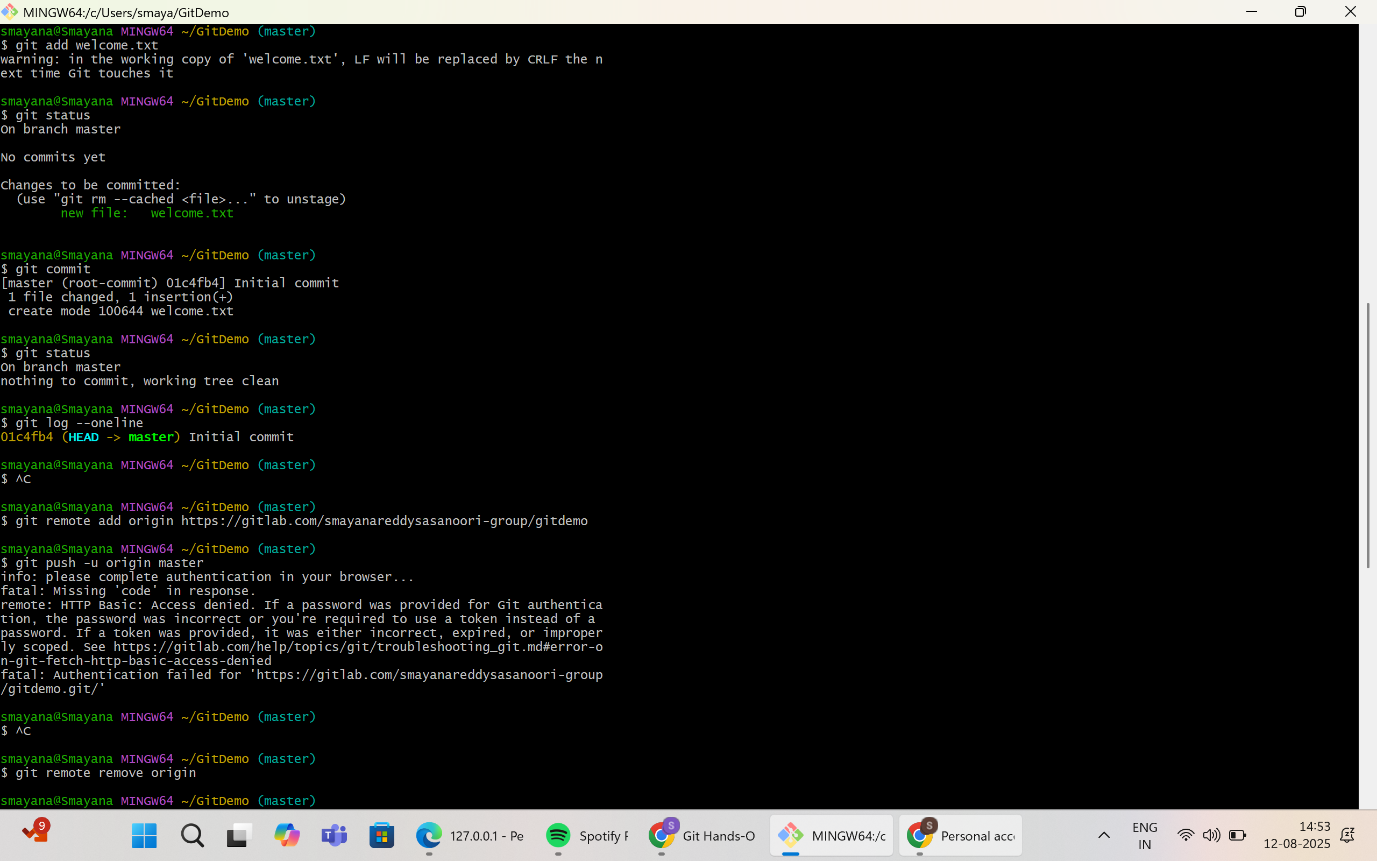 MINGW64:/c/Users/smaya/GitDemo
smayana@Smayana MINGW64 ~/GitDemo (master)
$ git add welcome.txt
warning: in the working copy of 'welcome.txt', LF will be replaced by CRLF the n
ext time Git touches it
smayana@Smayana MINGW64 ~/GitDemo (master)
$ git status
On branch master
No commits yet
Changes to be committed:
  (use "git rm --cached <file>..." to unstage)
        new file:   welcome.txt
smayana@Smayana MINGW64 ~/GitDemo (master)
$ git commit
[master (root-commit) 01c4fb4] Initial commit
 1 file changed, 1 insertion(+)
 create mode 100644 welcome.txt
smayana@Smayana MINGW64 ~/GitDemo (master)
$ git status
On branch master
nothing to commit, working tree clean
smayana@Smayana MINGW64 ~/GitDemo (master)
$ git log --oneline
01c4fb4 (HEAD -> master) Initial commit
smayana@Smayana MINGW64 ~/GitDemo (master)
$ ^C
smayana@Smayana MINGW64 ~/GitDemo (master)
$ git remote add origin https://gitlab.com/smayanareddysasanoori-group/gitdemo
smayana@Smayana MINGW64 ~/GitDemo (master)
$ git push -u origin master
info: please complete authentication in your browser...
fatal: Missing 'code' in response.
remote: HTTP Basic: Access denied. If a password was provided for Git authentica
tion, the password was incorrect or you're required to use a token instead of a
password. If a token was provided, it was either incorrect, expired, or improper
ly scoped. See https://gitlab.com/help/topics/git/troubleshooting_git.md#error-o
n-git-fetch-http-basic-access-denied
fatal: Authentication failed for 'https://gitlab.com/smayanareddysasanoori-group
/gitdemo.git/'
smayana@Smayana MINGW64 ~/GitDemo (master)
$ ^C
smayana@Smayana MINGW64 ~/GitDemo (master)
$ git remote remove origin
smayana@Smayana MINGW64 ~/GitDemo (master)
9
127.0.0.1 - Pe
Spotify F
S
Git Hands-O
MINGW64:/c
S
Personal acc
ENG
IN
14:53
12-08-2025